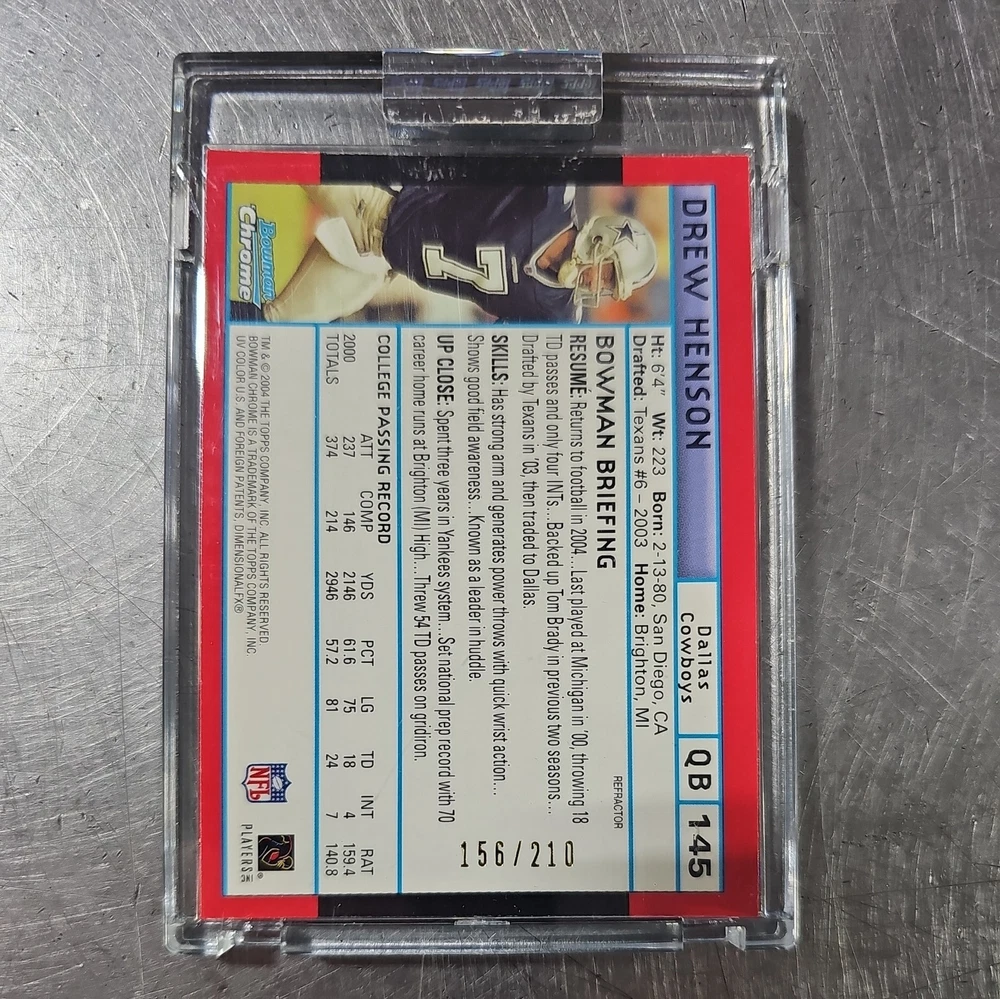 DREW HENSON
Dallas
Cowboys
QB
145
Ht: 6'4" Wt: 223 Born: 2-13-80, San Diego, CA
Drafted: Texans #6 – 2003 Home: Brighton, MI
REFRACTOR
BOWMAN BRIEFING
RESUME: Returns to football in 2004...Last played at Michigan in '00, throwing 18
TD passes and only four INTs...Backed up Tom Brady in previous two seasons...
Drafted by Texans in '03, then traded to Dallas.
SKILLS: Has strong arm and generates power throws with quick wrist action...
Shows good field awareness...Known as a leader in huddle.
UP CLOSE: Spent three years in Yankees system...Set national prep record with 70
career home runs at Brighton (MI) High...Threw 54 TD passes on gridiron.
156/210
7
Bowman
Chrome
COLLEGE PASSING RECORD
ATT COMP YDS PCT LG TD INT RAT
2000 237 146 2146 61.6 75 18 4 159.4
TOTALS 374 214 2946 57.2 81 24 7 140.8
TM & © 2004 THE TOPPS COMPANY, INC. ALL RIGHTS RESERVED.
BOWMAN CHROME IS A TRADEMARK OF THE TOPPS COMPANY, INC.
UV COLOR U.S. AND FOREIGN PATENTS, DIMENSIONALFX®
NFL
PLAYERS